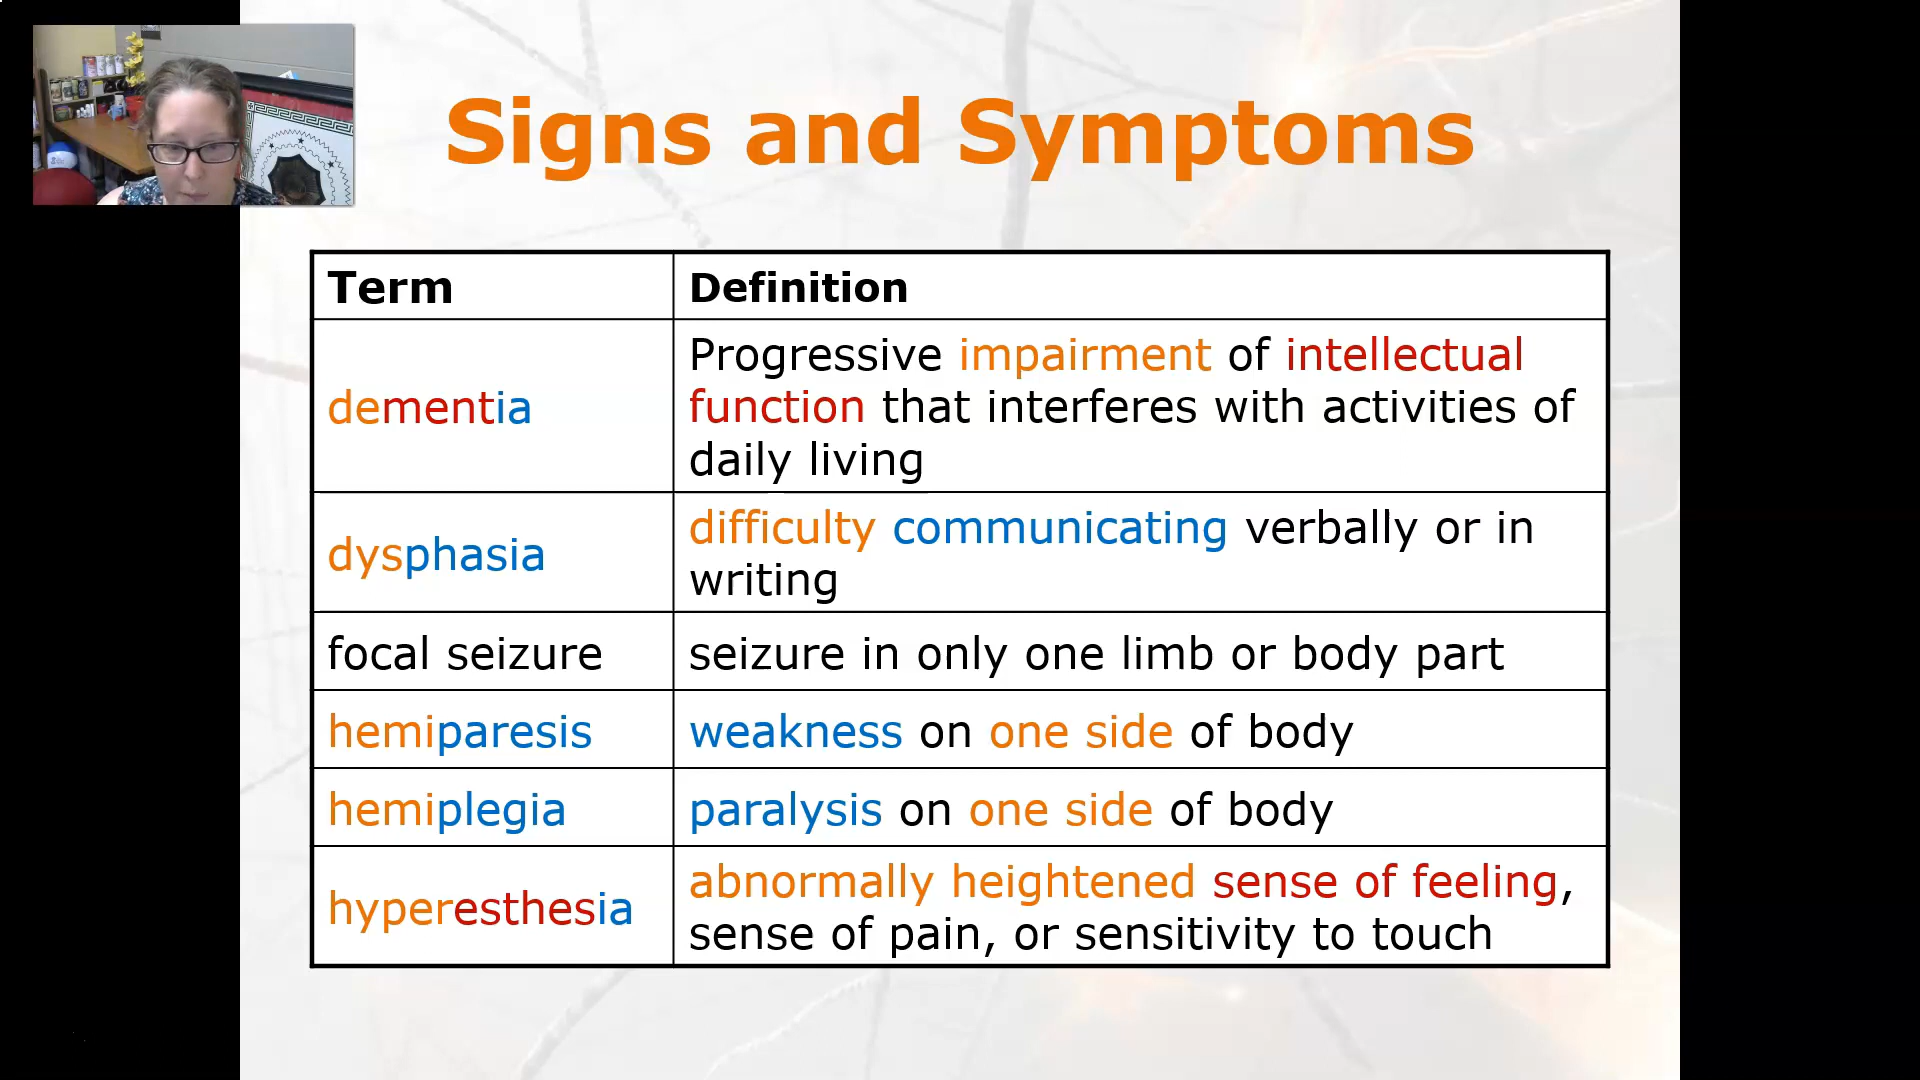 Signs and Symptoms
Term
Definition
dementia
Progressive impairment of intellectual
function that interferes with activities of
daily living
dysphasia
difficulty communicating verbally or in
writing
focal seizure
seizure in only one limb or body part
hemiparesis
weakness on one side of body
hemiplegia
paralysis on one side of body
hyperesthesia
abnormally heightened sense of feeling,
sense of pain, or sensitivity to touch